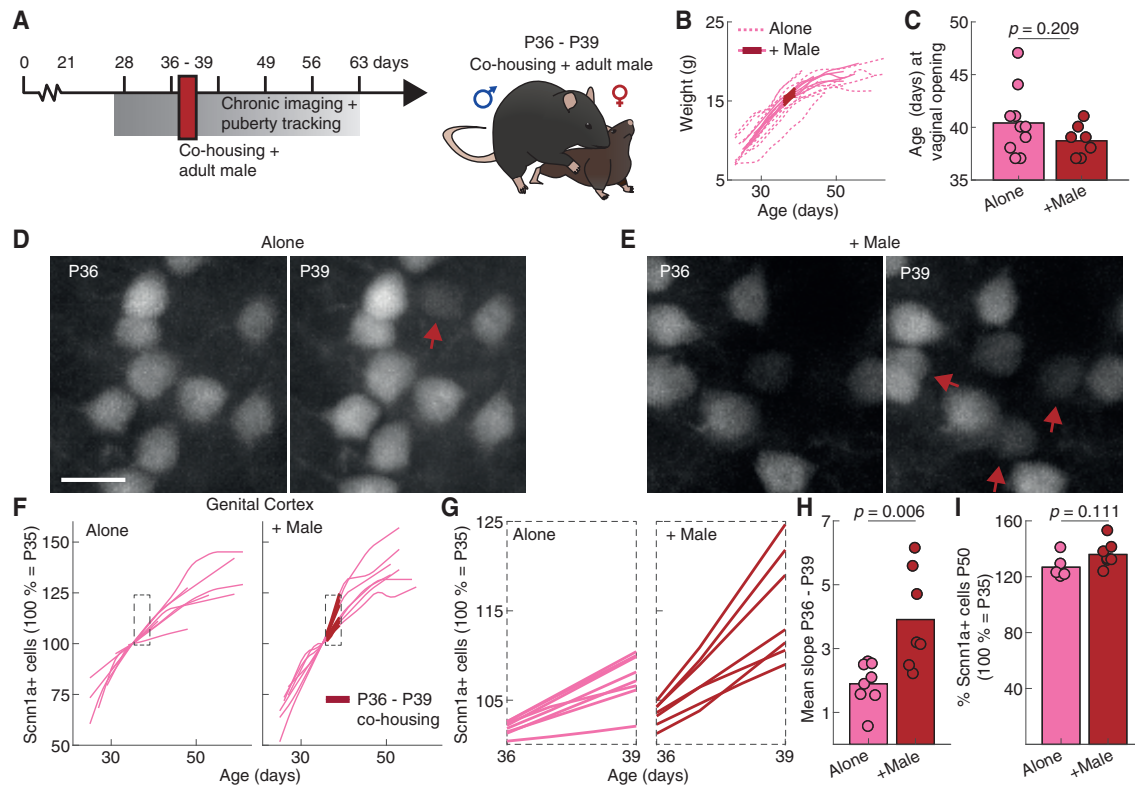 A
0 21 28 36 - 39 49 56 63 days
Chronic imaging +
puberty tracking
Co-housing +
adult male
P36 - P39
Co-housing + adult male
♂ ♀
B
Alone
+ Male
Weight (g)
15
5
30 50
Age (days)
C
p = 0.209
Age (days) at
vaginal opening
50
45
40
35
Alone +Male
D
Alone
P36 P39
E
+ Male
P36 P39
F
Genital Cortex
Alone + Male
Scnn1a+ cells (100 % = P35)
150
125
100
75
50
P36 - P39
co-housing
30 50 30 50
Age (days)
G
Alone + Male
Scnn1a+ cells (100 % = P35)
125
115
105
36 39 36 39
Age (days)
H
p = 0.006
Mean slope P36 - P39
7
5
3
1
Alone +Male
I
p = 0.111
% Scnn1a+ cells P50
(100 % = P35)
160
120
80
40
Alone +Male